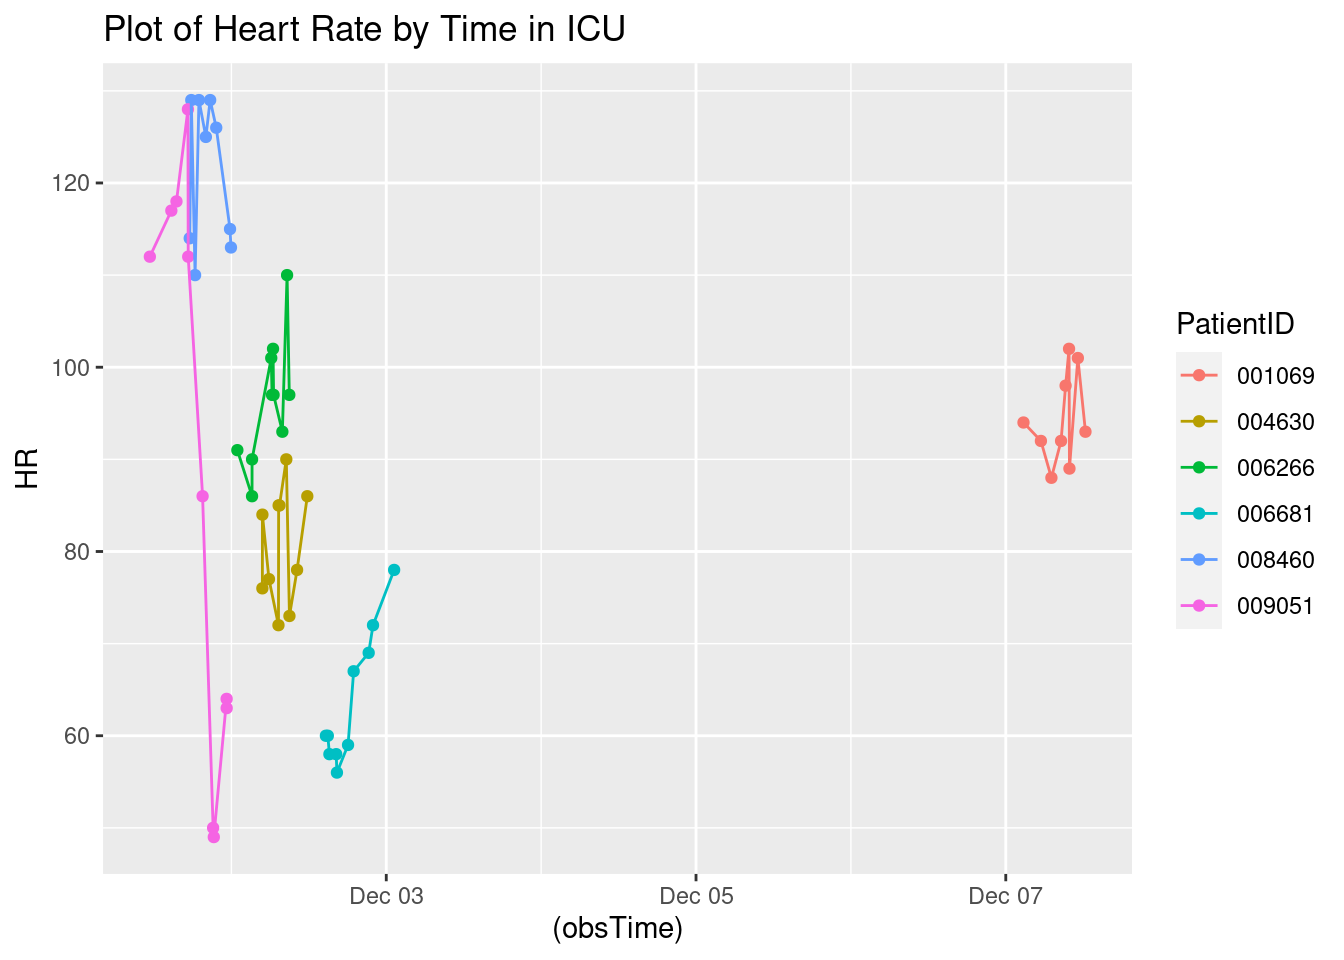 Plot of Heart Rate by Time in ICU
120
100
80
60
HR
Dec 03
Dec 05
Dec 07
(obsTime)
PatientID
001069
004630
006266
006681
008460
009051